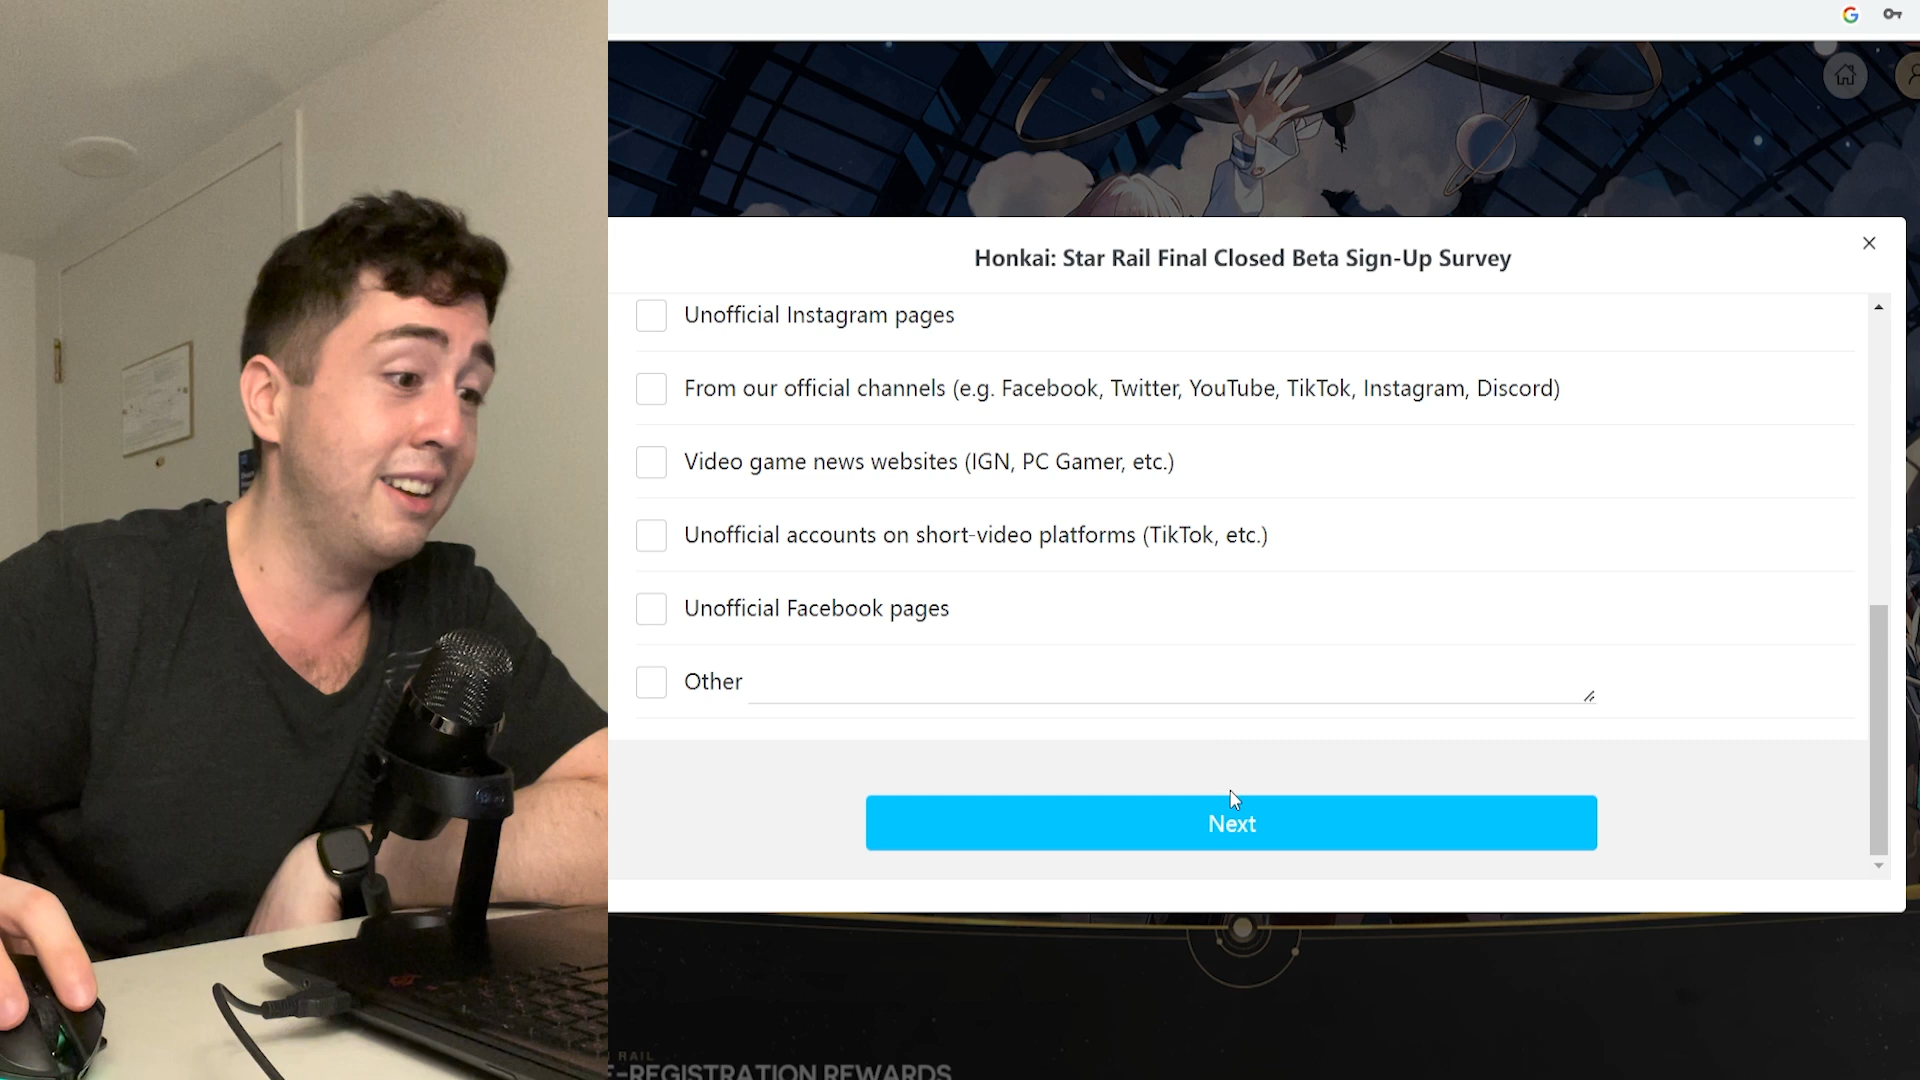 Honkai: Star Rail Final Closed Beta Sign-Up Survey
Unofficial Instagram pages
From our official channels (e.g. Facebook, Twitter, YouTube, TikTok, Instagram, Discord)
Video game news websites (IGN, PC Gamer, etc.)
Unofficial accounts on short-video platforms (TikTok, etc.)
Unofficial Facebook pages
Other
Next
RAIL
E-REGISTRATION REWARDS